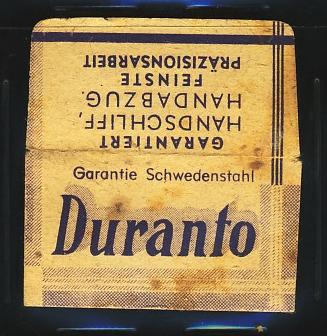 GARANTIERT
HANDSCHLIFF,
HANDABZUG.
FEINSTE
PRÄZISIONSARBEIT
Garantie Schwedenstahl
Duranto